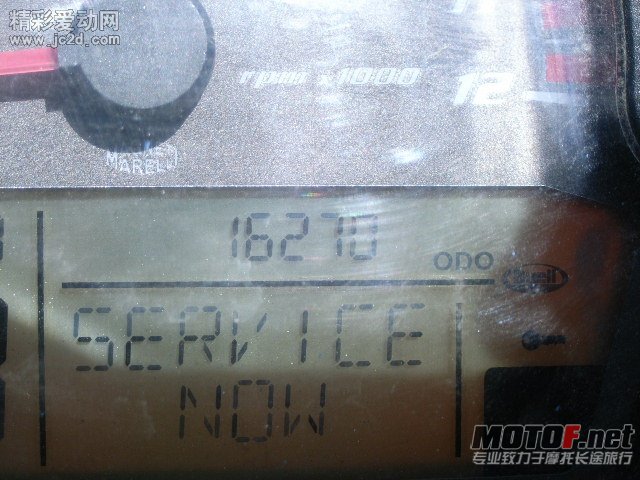 精彩爱动网
www.jc2d.com
rpm x1000
12
MARELLI
16270
ODO
SERVICE
NOW
MOTOF.net
专业致力于摩托长途旅行